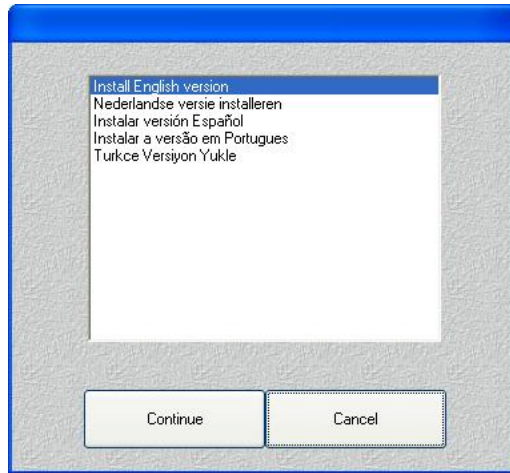 Install English version
Nederlandse versie installeren
Instalar versión Español
Instalar a versão em Portugues
Turkce Versiyon Yukle
Continue
Cancel